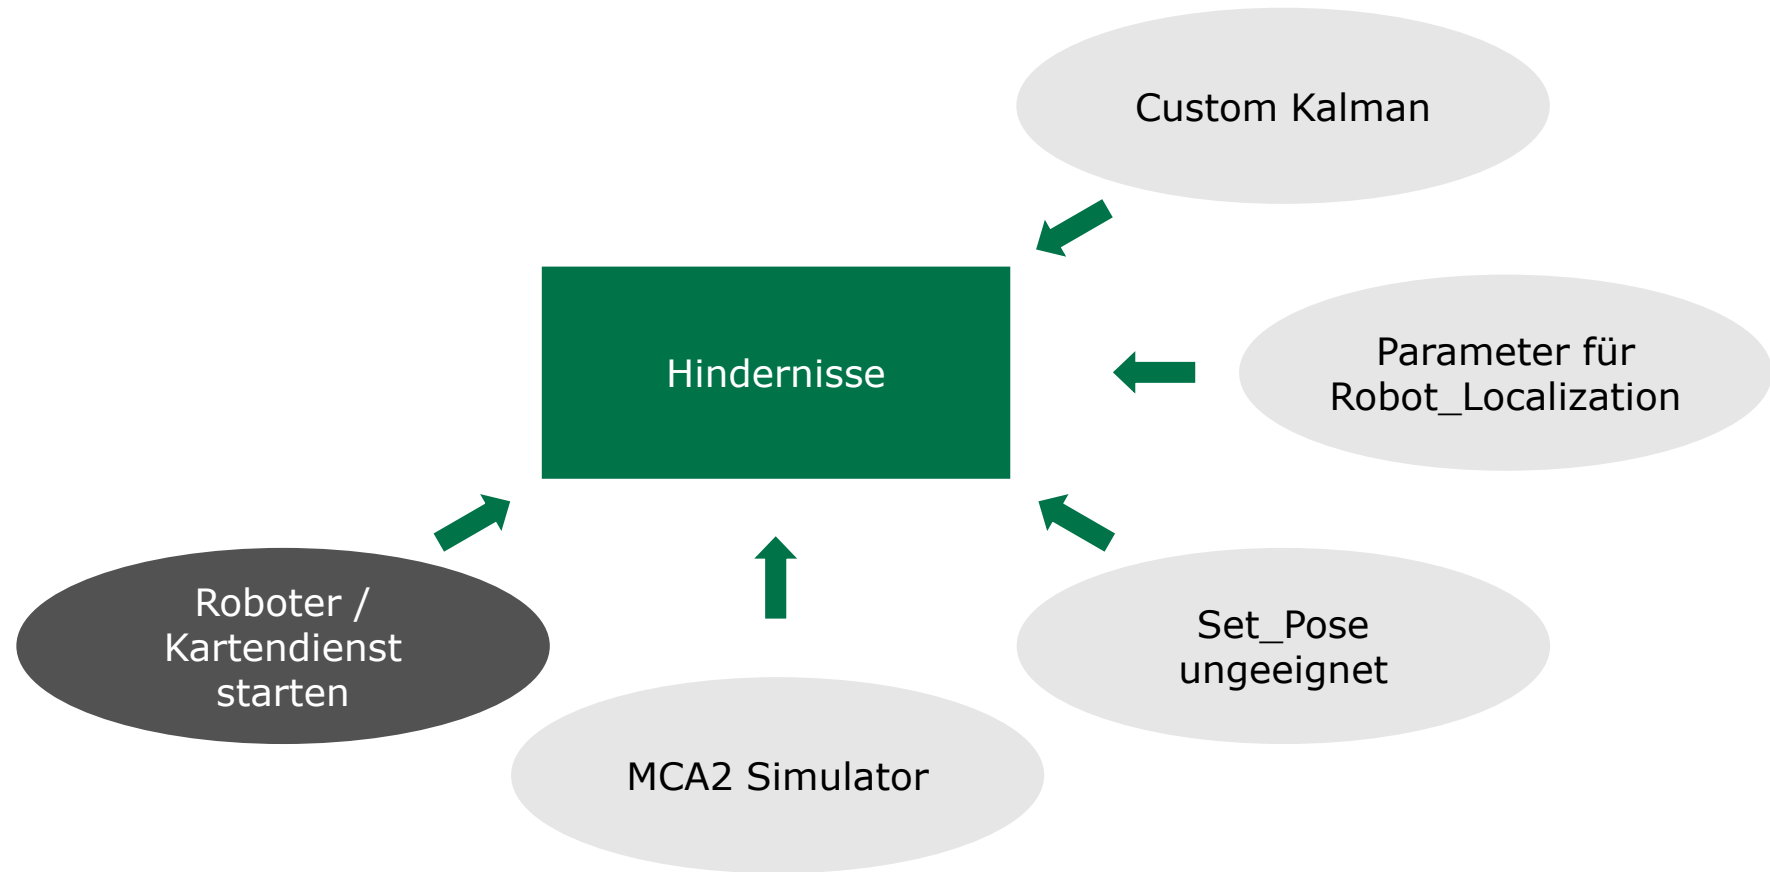 Custom Kalman
Hindernisse
Parameter für
Robot_Localization
Roboter /
Kartendienst
starten
Set_Pose
ungeeignet
MCA2 Simulator